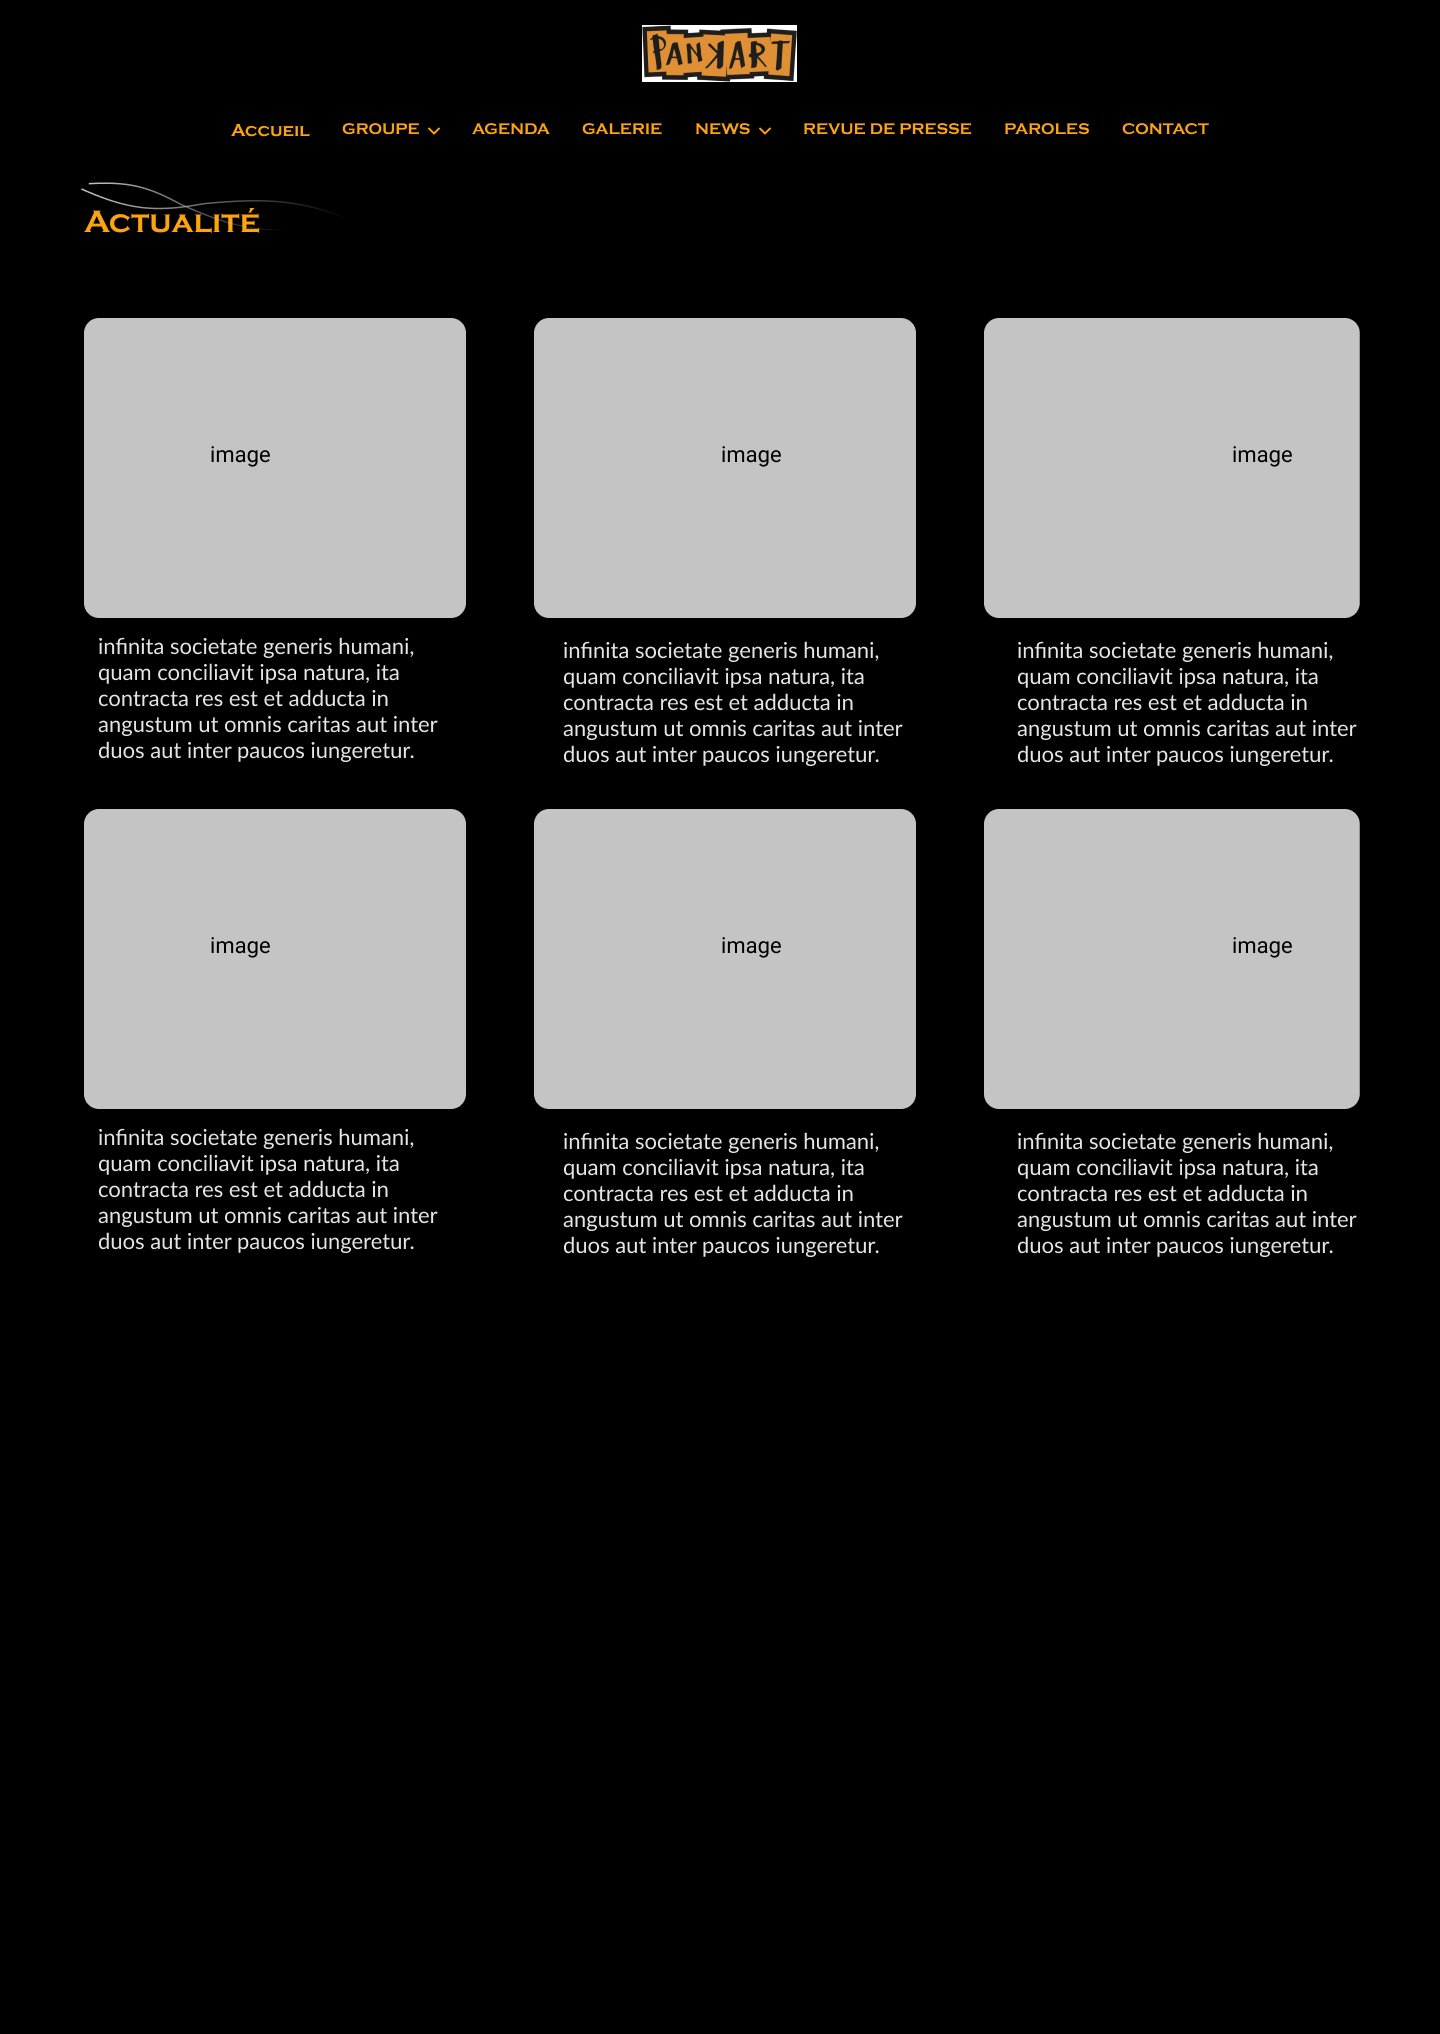 PANKART
ACCUEIL GROUPE AGENDA GALERIE NEWS REVUE DE PRESSE PAROLES CONTACT
ACTUALITÉ
image
image
image
infinita societate generis humani,
quam conciliavit ipsa natura, ita
contracta res est et adducta in
angustum ut omnis caritas aut inter
duos aut inter paucos iungeretur.
infinita societate generis humani,
quam conciliavit ipsa natura, ita
contracta res est et adducta in
angustum ut omnis caritas aut inter
duos aut inter paucos iungeretur.
infinita societate generis humani,
quam conciliavit ipsa natura, ita
contracta res est et adducta in
angustum ut omnis caritas aut inter
duos aut inter paucos iungeretur.
image
image
image
infinita societate generis humani,
quam conciliavit ipsa natura, ita
contracta res est et adducta in
angustum ut omnis caritas aut inter
duos aut inter paucos iungeretur.
infinita societate generis humani,
quam conciliavit ipsa natura, ita
contracta res est et adducta in
angustum ut omnis caritas aut inter
duos aut inter paucos iungeretur.
infinita societate generis humani,
quam conciliavit ipsa natura, ita
contracta res est et adducta in
angustum ut omnis caritas aut inter
duos aut inter paucos iungeretur.